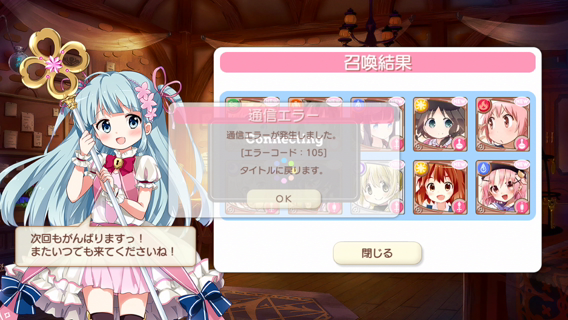 召喚結果
通信エラー
通信エラーが発生しました。
Connecting
[エラーコード：105]
タイトルに戻ります。
OK
次回もがんばりますっ！
またいつでも来てくださいね！
閉じる